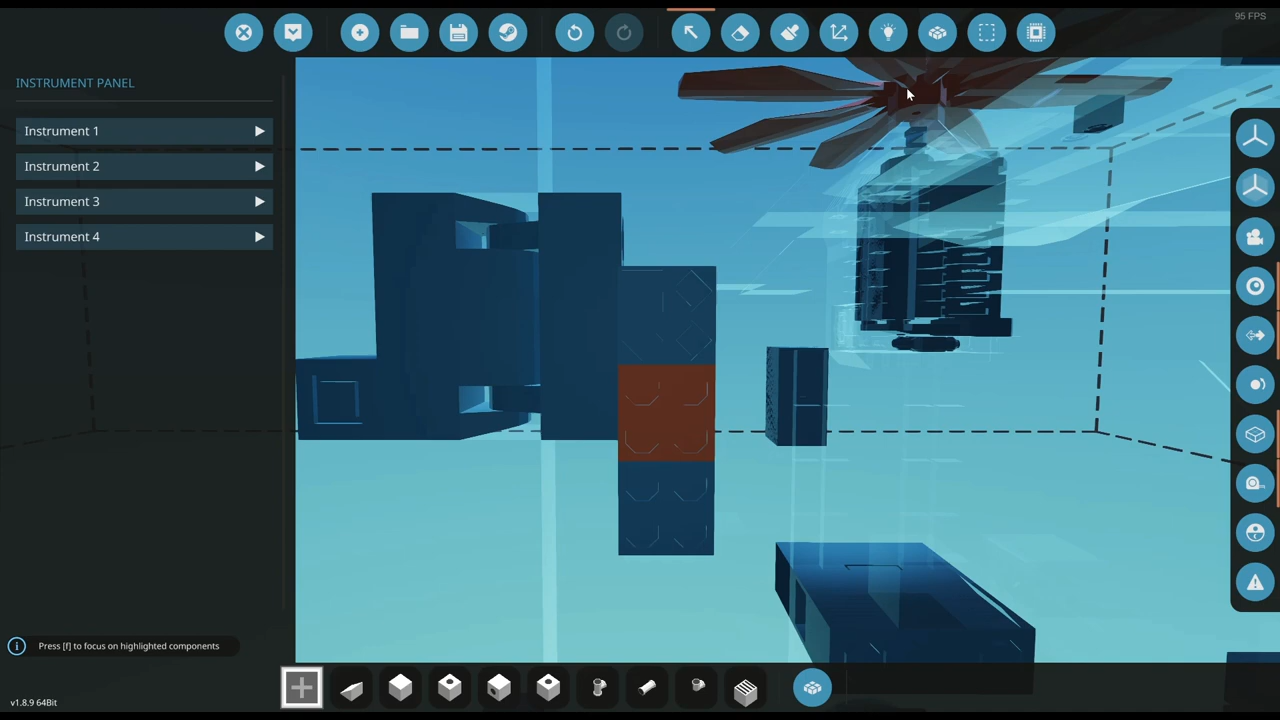 95 FPS
INSTRUMENT PANEL
Instrument 1
Instrument 2
Instrument 3
Instrument 4
Press [f] to focus on highlighted components
v1.8.9 64Bit